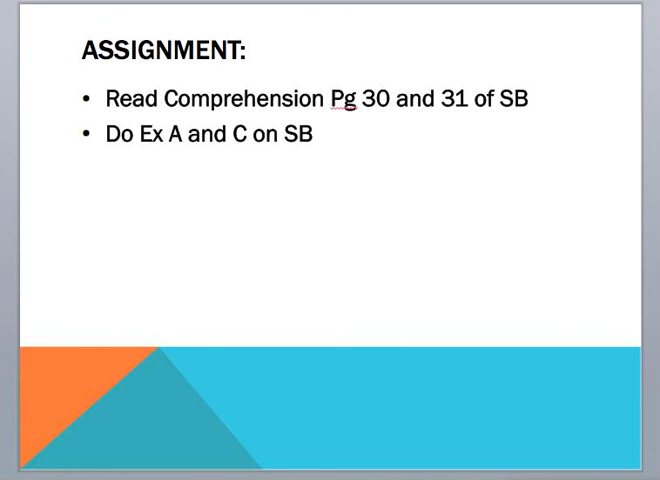 ASSIGNMENT:
• Read Comprehension Pg 30 and 31 of SB
• Do Ex A and C on SB